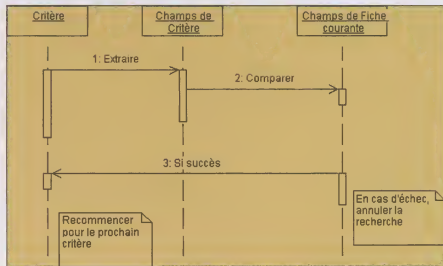 Critère
Champs de
Critère
Champs de Fiche
courante
1: Extraire
2: Comparer
3: Si succès
En cas d'échec,
annuler la
recherche
Recommencer
pour le prochain
critère